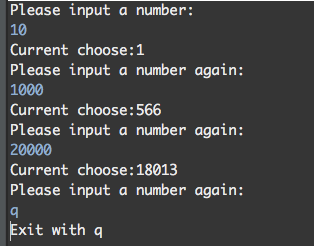 Please input a number:
10
Current choose:1
Please input a number again:
1000
Current choose:566
Please input a number again:
20000
Current choose:18013
Please input a number again:
q
Exit with q